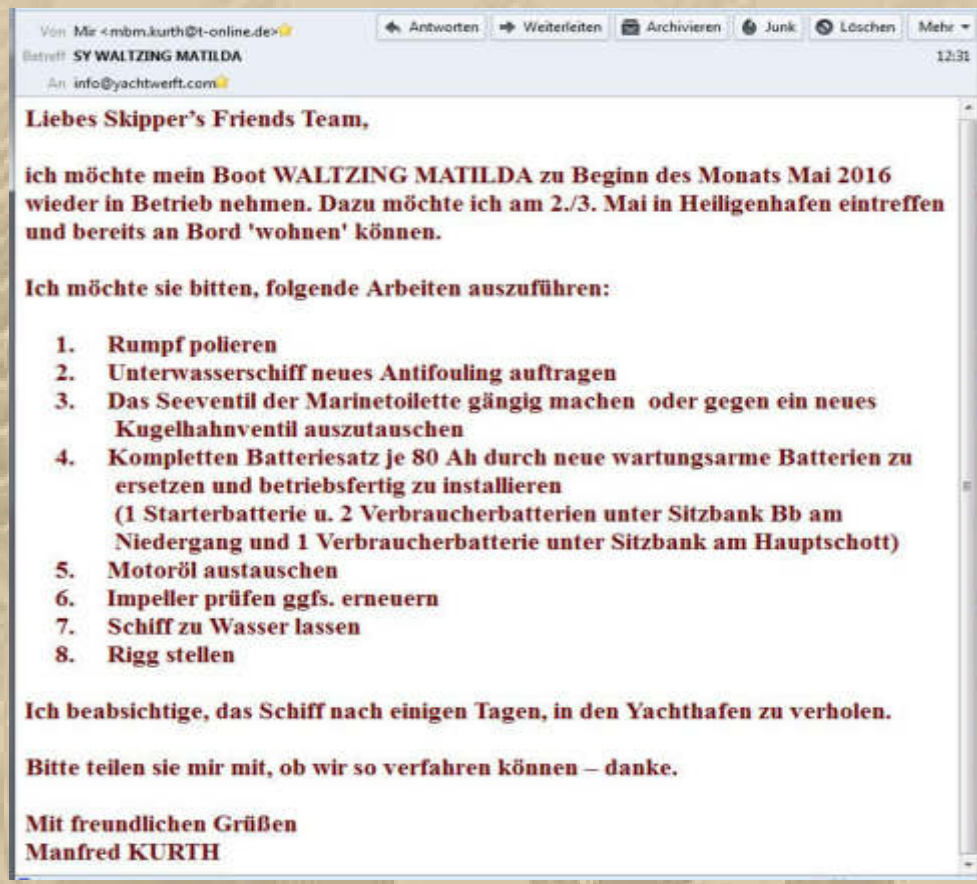 Von Mir <mbm.kurth@t-online.de>
Antworten Weiterleiten Archivieren Junk Löschen Mehr
Betreff SY WALTZING MATILDA 12:31
An info@yachtwerft.com
Liebes Skipper's Friends Team,
ich möchte mein Boot WALTZING MATILDA zu Beginn des Monats Mai 2016
wieder in Betrieb nehmen. Dazu möchte ich am 2./3. Mai in Heiligenhafen eintreffen
und bereits an Bord 'wohnen' können.
Ich möchte sie bitten, folgende Arbeiten auszuführen:
1. Rumpf polieren
2. Unterwasserschiff neues Antifouling auftragen
3. Das Seeventil der Marinetoilette gängig machen oder gegen ein neues
Kugelhahnventil auszutauschen
4. Kompletten Batteriesatz je 80 Ah durch neue wartungsarme Batterien zu
ersetzen und betriebsfertig zu installieren
(1 Starterbatterie u. 2 Verbraucherbatterien unter Sitzbank Bb am
Niedergang und 1 Verbraucherbatterie unter Sitzbank am Hauptschott)
5. Motoröl austauschen
6. Impeller prüfen ggfs. erneuern
7. Schiff zu Wasser lassen
8. Rigg stellen
Ich beabsichtige, das Schiff nach einigen Tagen, in den Yachthafen zu verholen.
Bitte teilen sie mir mit, ob wir so verfahren können – danke.
Mit freundlichen Grüßen
Manfred KURTH